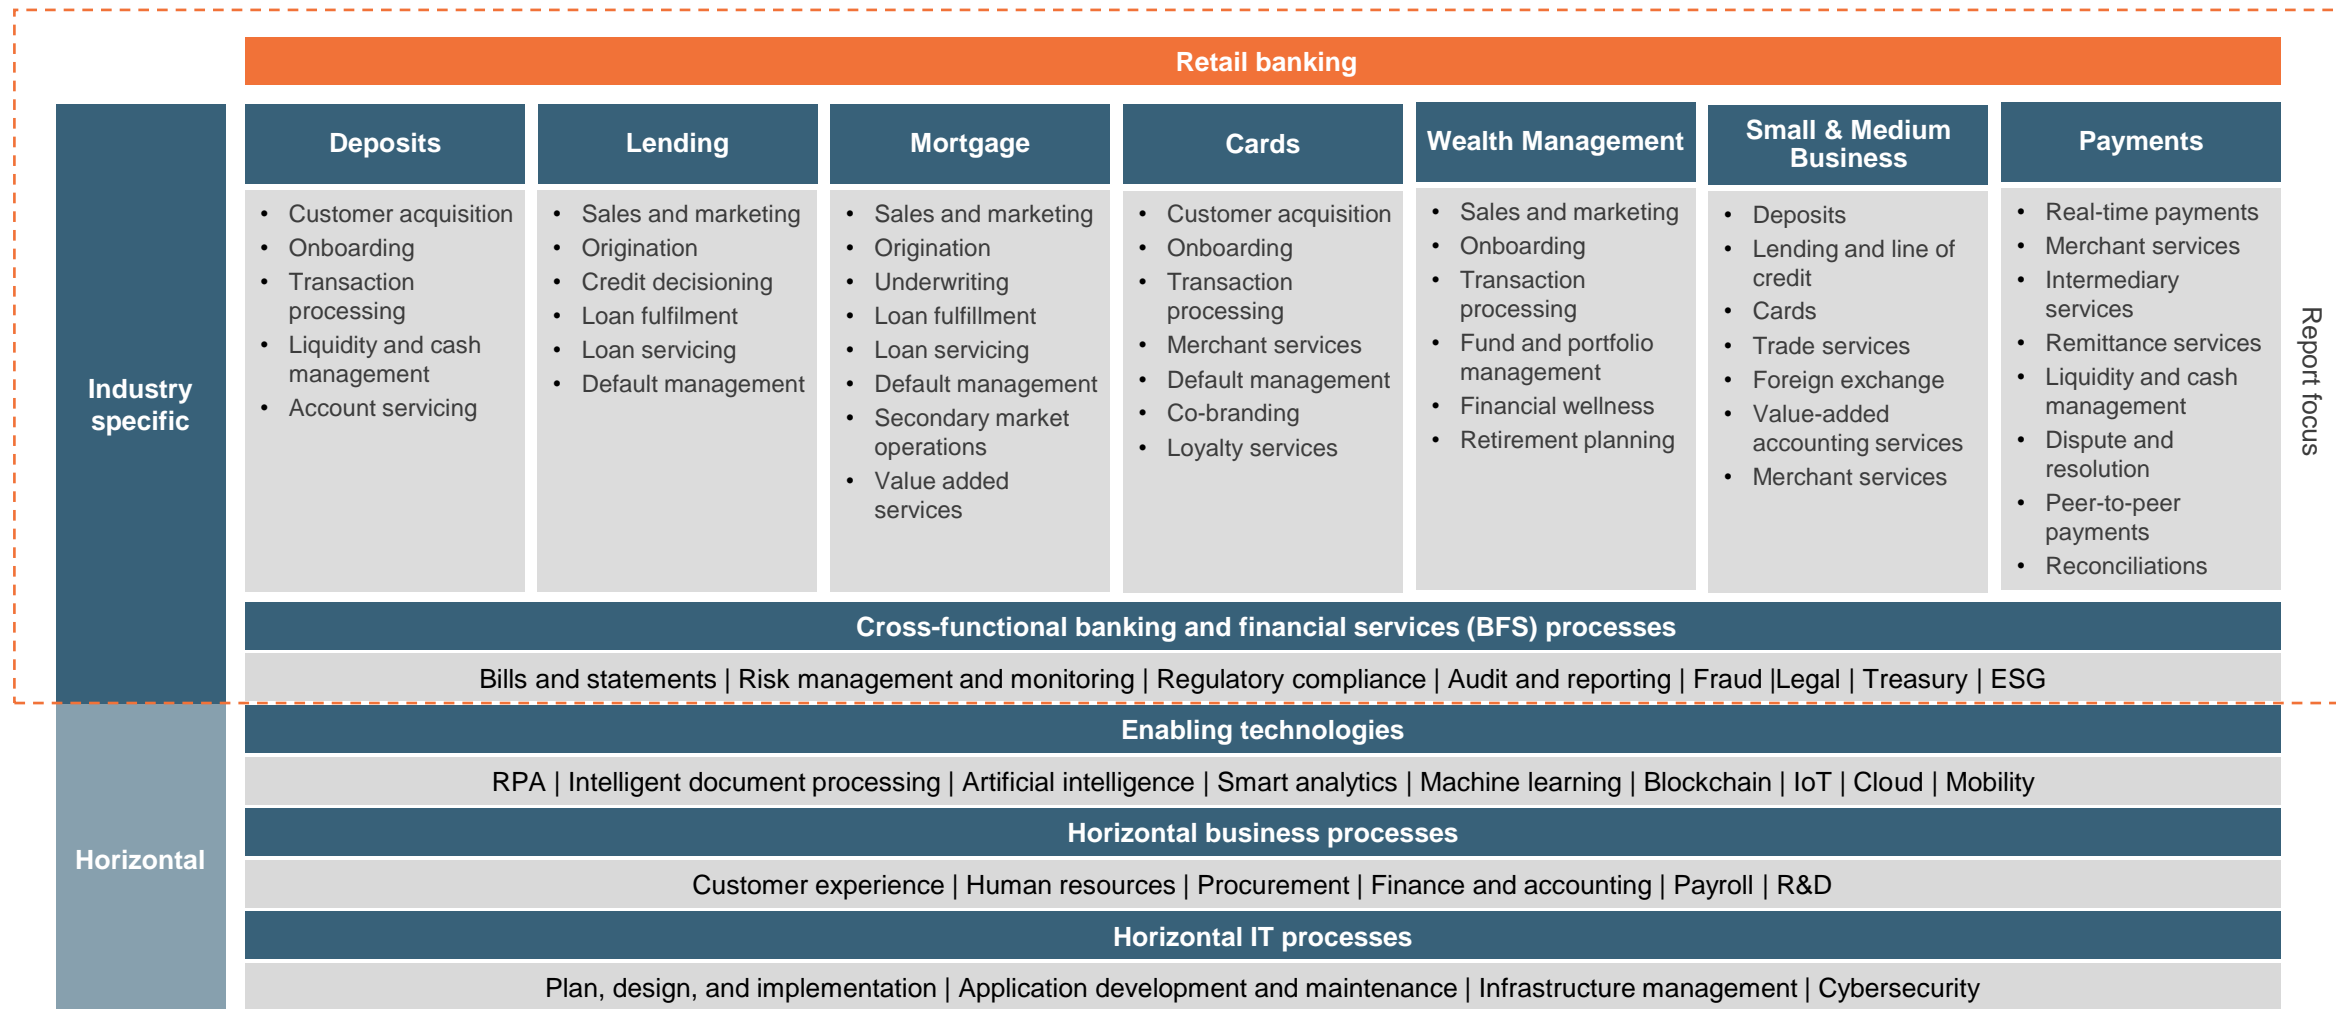 Retail banking
Industry
specific
Deposits
• Customer acquisition
• Onboarding
• Transaction
processing
• Liquidity and cash
management
• Account servicing
Lending
• Sales and marketing
• Origination
• Credit decisioning
• Loan fulfilment
• Loan servicing
• Default management
Mortgage
• Sales and marketing
• Origination
• Underwriting
• Loan fulfillment
• Loan servicing
• Default management
• Secondary market
operations
• Value added
services
Cards
• Customer acquisition
• Onboarding
• Transaction
processing
• Merchant services
• Default management
• Co-branding
• Loyalty services
Wealth Management
• Sales and marketing
• Onboarding
• Transaction
processing
• Fund and portfolio
management
• Financial wellness
• Retirement planning
Small & Medium
Business
• Deposits
• Lending and line of
credit
• Cards
• Trade services
• Foreign exchange
• Value-added
accounting services
• Merchant services
Payments
• Real-time payments
• Merchant services
• Intermediary
services
• Remittance services
• Liquidity and cash
management
• Dispute and
resolution
• Peer-to-peer
payments
• Reconciliations
Report focus
Cross-functional banking and financial services (BFS) processes
Bills and statements | Risk management and monitoring | Regulatory compliance | Audit and reporting | Fraud |Legal | Treasury | ESG
Horizontal
Enabling technologies
RPA | Intelligent document processing | Artificial intelligence | Smart analytics | Machine learning | Blockchain | IoT | Cloud | Mobility
Horizontal business processes
Customer experience | Human resources | Procurement | Finance and accounting | Payroll | R&D
Horizontal IT processes
Plan, design, and implementation | Application development and maintenance | Infrastructure management | Cybersecurity